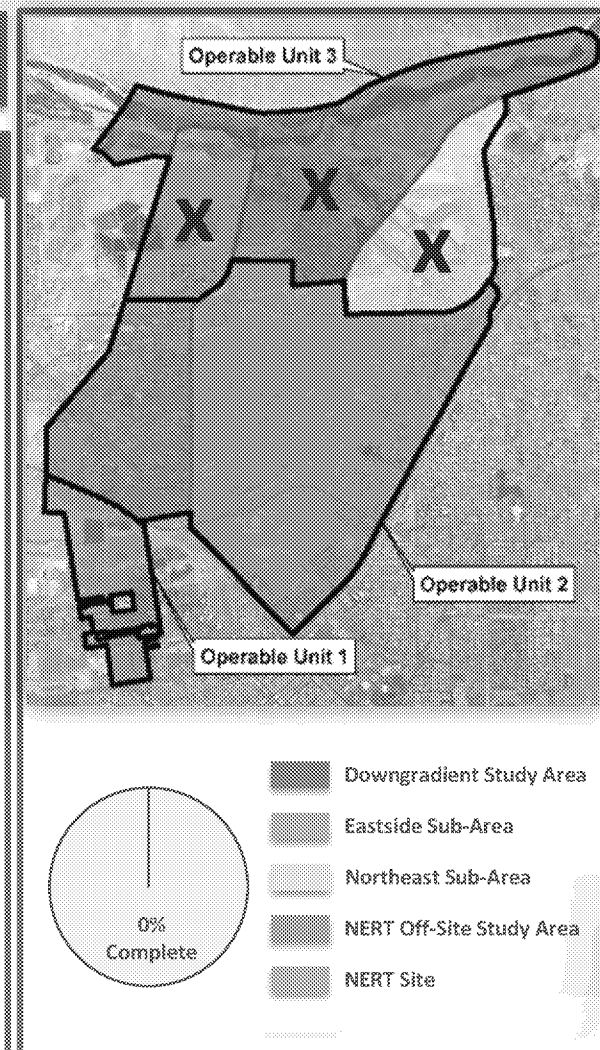 Operable Unit 3
X
X
X
Operable Unit 2
Operable Unit 1
0%
Complete
Downgradient Study Area
Eastside Sub-Area
Northeast Sub-Area
NERT Off-Site Study Area
NERT Site